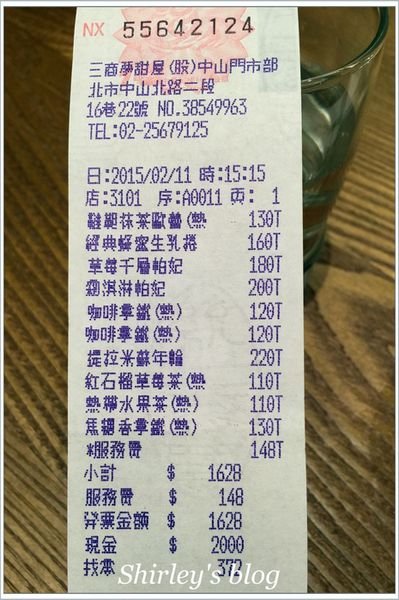 NX 55642124
三商夢甜屋(股)中山門市部
北市中山北路二段
16巷22號 NO.38549963
TEL:02-25679125
日:2015/02/11 時:15:15
店:3101 序:A0011 頁: 1
韃靼抹茶歐蕾(熱 130T
經典蜂蜜生乳捲 160T
草莓千層帕妃 180T
霜淇淋帕妃 200T
咖啡拿鐵(熱) 120T
咖啡拿鐵(熱) 120T
提拉米蘇年輪 220T
紅石榴草莓茶(熱 110T
熱帶水果茶(熱) 110T
焦糖香拿鐵(熱) 130T
*服務費 148T
小計 $ 1628
服務費 $ 148
發票金額 $ 1628
現金 $ 2000
找零 372
Shirley's blog